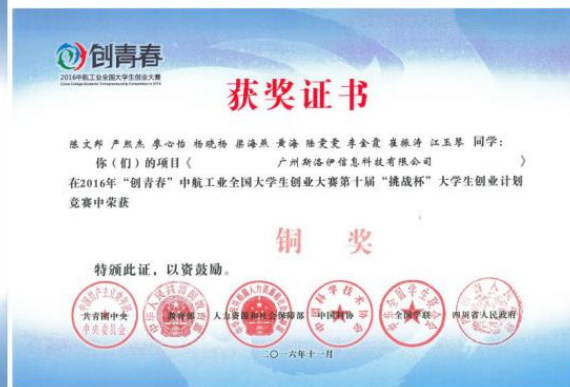 创青春
2016中航工业全国大学生创业大赛
获奖证书
陈文邦 严熙杰 廖心怡 杨晓杨 梁海燕 黄海 陆雯雯 李金霞 崔振涛 江玉琴 同学：
你（们）的项目《 广州斯洛伊信息科技有限公司 》
在2016年“创青春”中航工业全国大学生创业大赛第十届“挑战杯”大学生创业计划
竞赛中荣获
铜 奖
特颁此证，以资鼓励。
共青团中央 教育部 人力资源和社会保障部 中国科协 全国学联 四川省人民政府
二〇一六年十一月